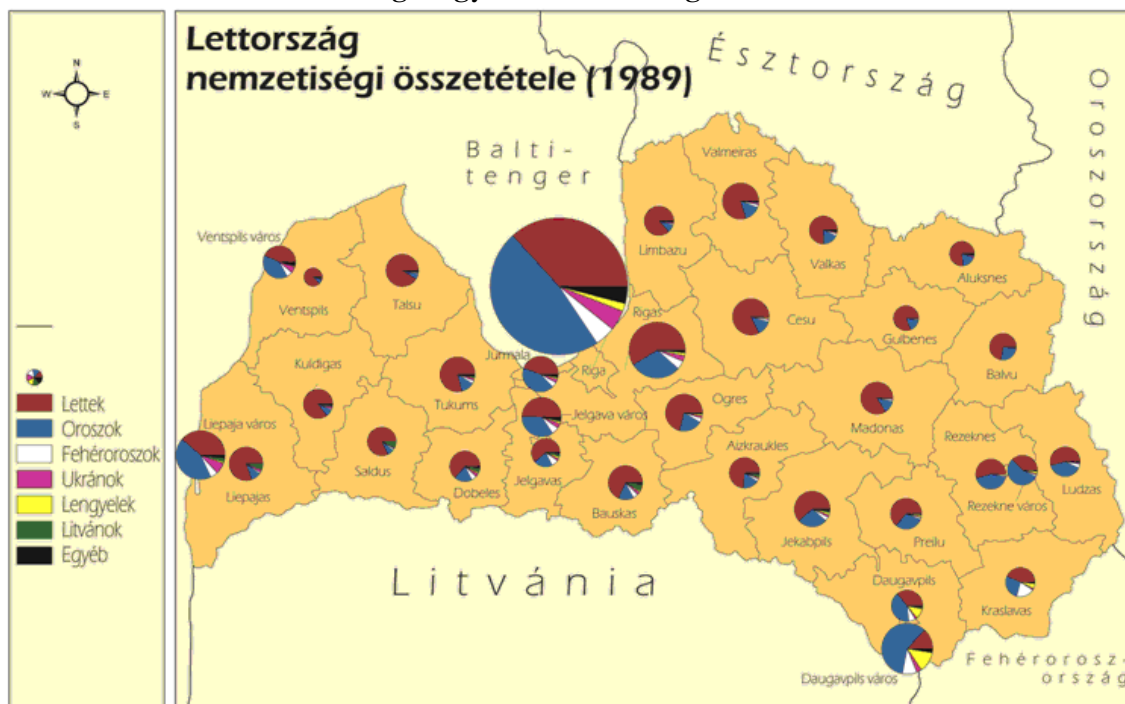 Lettország
nemzetiségi összetétele (1989)
N
W E
S
Észtország
Oroszország
Balti-
tenger
Valmeiras
Limbazu
Valkas
Aluksnes
Ventspils város
Ventspils
Talsu
Rigas
Cesu
Gulbenes
Balvu
Kuldigas
Jurmala
Riga
Tukums
Liepaja város
Jelgava város
Ogres
Madonas
Rezeknes
Aizkraukles
Saldus
Liepajas
Dobeles
Jelgavas
Bauskas
Jekabpils
Preilu
Rezekne város
Ludzas
Daugavpils
Kraslavas
Daugavpils város
Litvánia
Fehérorosz-
ország
Lettek
Oroszok
Fehéroroszok
Ukránok
Lengyelek
Litvánok
Egyéb